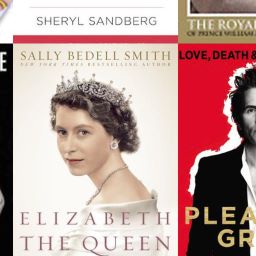 SHERYL SANDBERG
THE ROYAL
OF PRINCE WILLIAM
E
SALLY BEDELL SMITH
NEW YORK TIMES BESTSELLING AUTHOR
ELIZABETH
THE QUEEN
LOVE, DEATH &
PLEA
GR